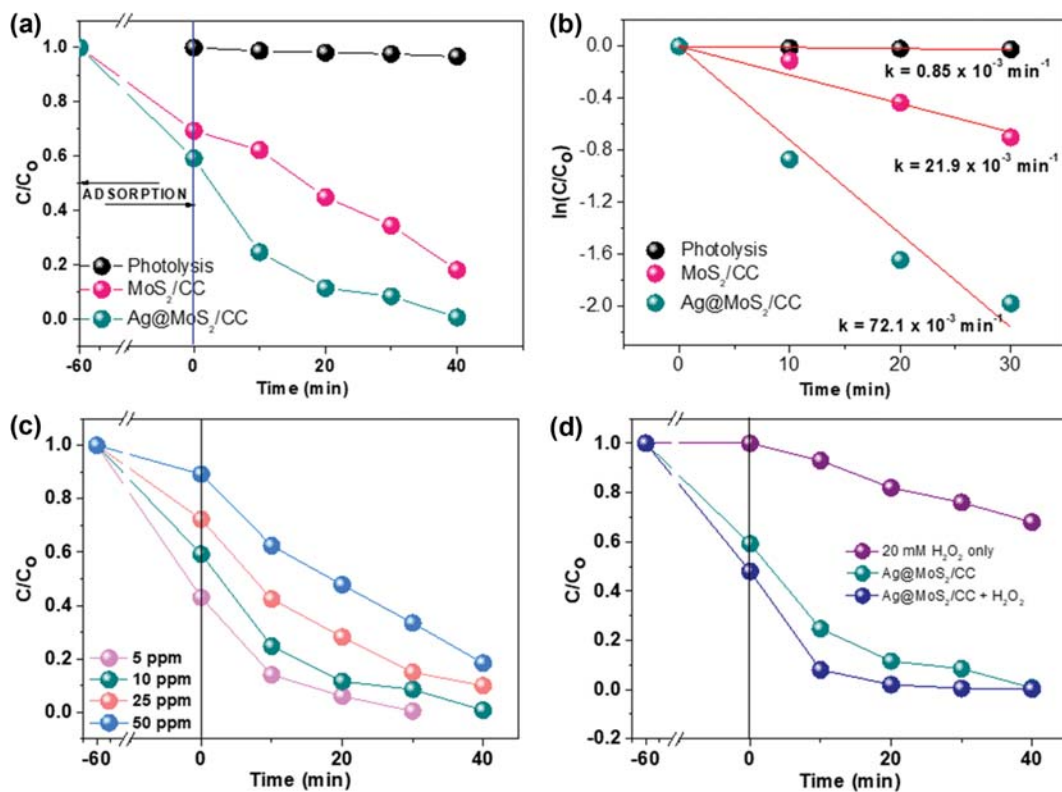 (a)
1.0
0.8
0.6
0.4
0.2
0.0
C/Co
ADSORPTION
Photolysis
MoS2/CC
Ag@MoS2/CC
-60 0 10 20 30 40
Time (min)
(b)
0.0
-0.4
-0.8
-1.2
-1.6
-2.0
ln(C/Co)
k = 0.85 x 10-3 min-1
k = 21.9 x 10-3 min-1
Photolysis
MoS2/CC
Ag@MoS2/CC
k = 72.1 x 10-3 min-1
0 10 20 30
Time (min)
(c)
1.0
0.8
0.6
0.4
0.2
0.0
C/Co
5 ppm
10 ppm
25 ppm
50 ppm
-60 0 10 20 30 40
Time (min)
(d)
1.0
0.8
0.6
0.4
0.2
0.0
-0.2
C/Co
20 mM H2O2 only
Ag@MoS2/CC
Ag@MoS2/CC + H2O2
-60 0 10 20 30 40
Time (min)